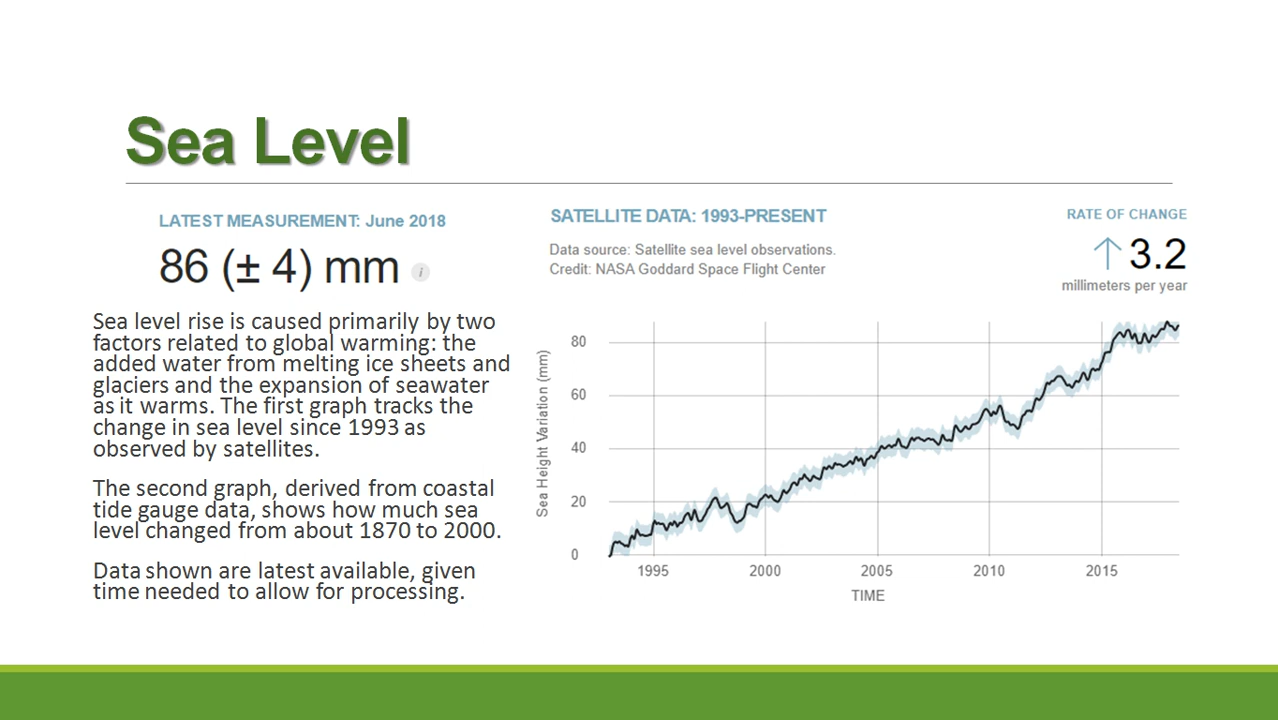 Sea Level
LATEST MEASUREMENT: June 2018
86 (± 4) mm i
Sea level rise is caused primarily by two
factors related to global warming: the
added water from melting ice sheets and
glaciers and the expansion of seawater
as it warms. The first graph tracks the
change in sea level since 1993 as
observed by satellites.
The second graph, derived from coastal
tide gauge data, shows how much sea
level changed from about 1870 to 2000.
Data shown are latest available, given
time needed to allow for processing.
SATELLITE DATA: 1993-PRESENT
Data source: Satellite sea level observations.
Credit: NASA Goddard Space Flight Center
RATE OF CHANGE
↑ 3.2
millimeters per year
Sea Height Variation (mm)
80
60
40
20
0
1995 2000 2005 2010 2015
TIME